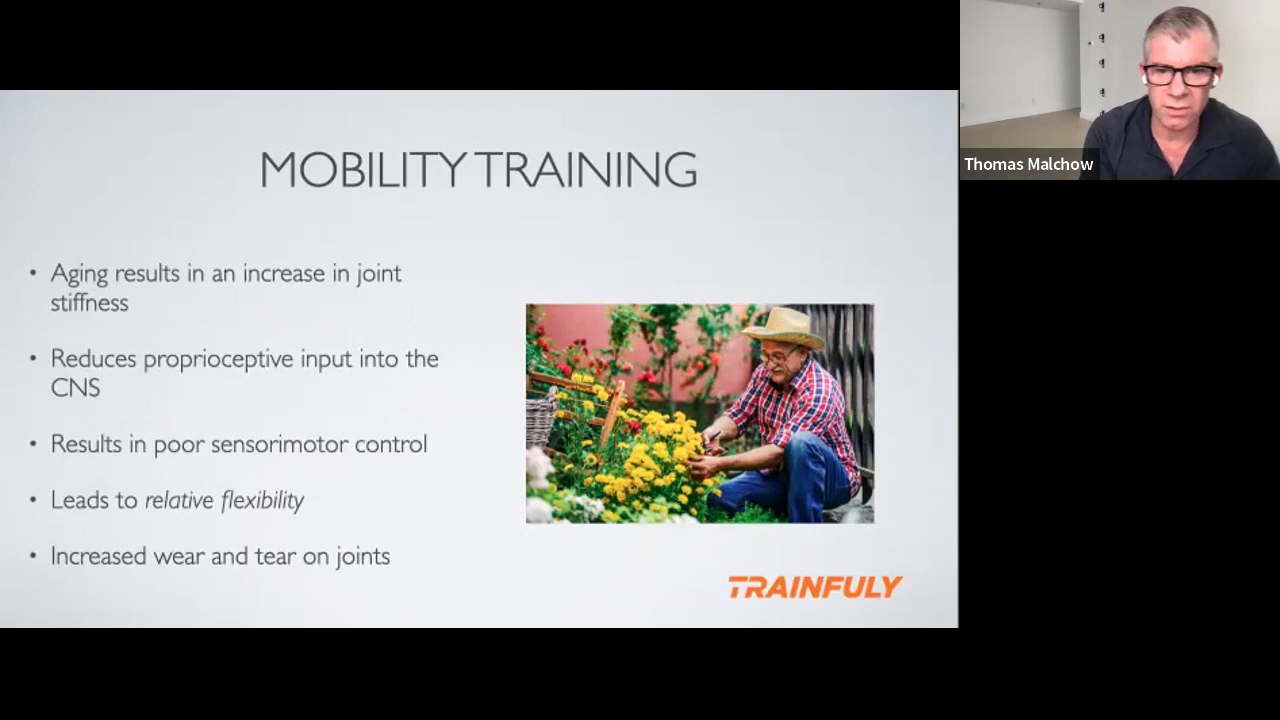 MOBILITY TRAINING
• Aging results in an increase in joint
stiffness
• Reduces proprioceptive input into the
CNS
• Results in poor sensorimotor control
• Leads to relative flexibility
• Increased wear and tear on joints
TRAINFULY
Thomas Malchow